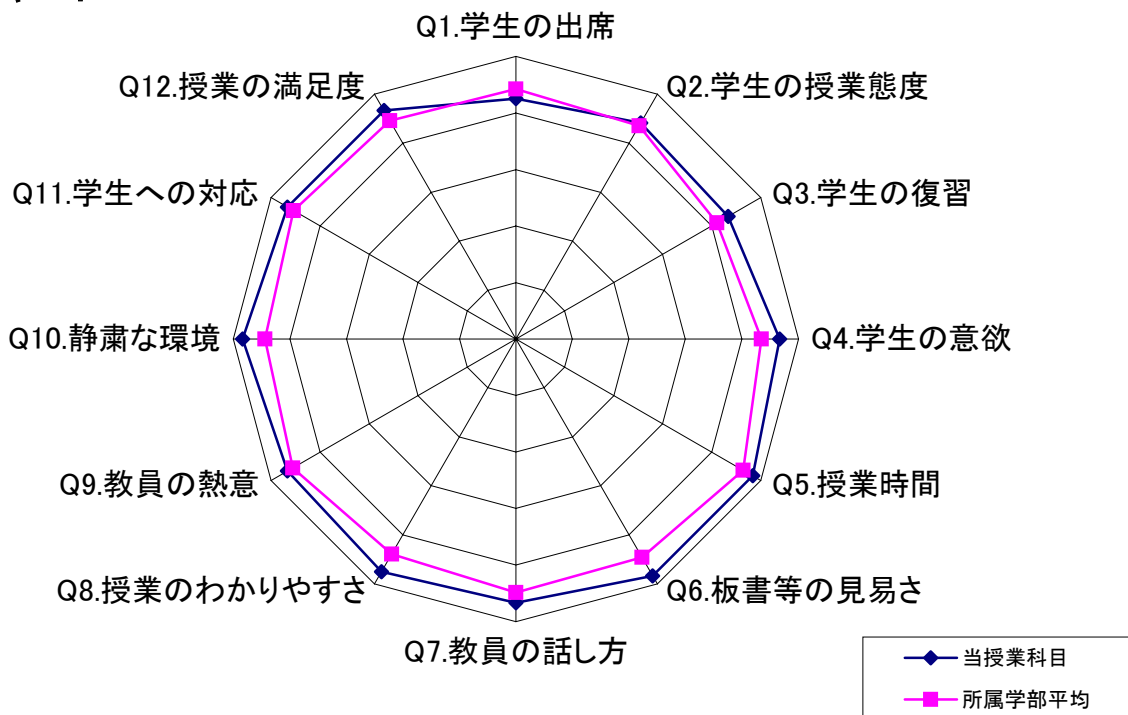 Q1.学生の出席
Q2.学生の授業態度
Q3.学生の復習
Q4.学生の意欲
Q5.授業時間
Q6.板書等の見易さ
Q7.教員の話し方
Q8.授業のわかりやすさ
Q9.教員の熱意
Q10.静粛な環境
Q11.学生への対応
Q12.授業の満足度
当授業科目
所属学部平均